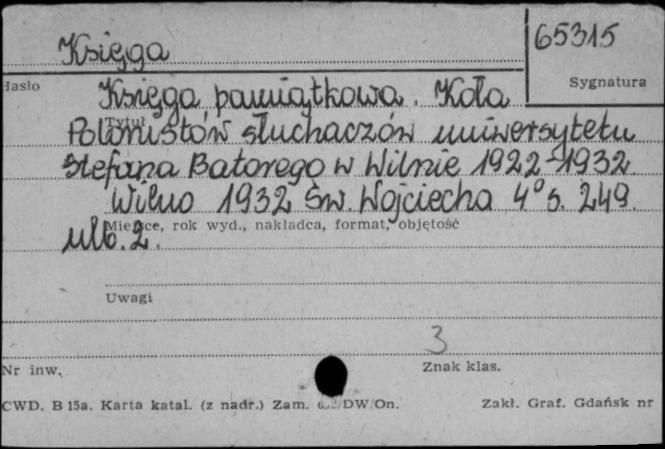 Księga
65315
Hasło
Sygnatura
Księga pamiątkowa. Koła
Tytuł
Polonistów słuchaczów uniwersytetu
Stefana Batorego w Wilnie 1922-1932
Wilno 1932 Św. Wojciecha 4° s. 249.
Miejsce, rok wyd., nakładca, format, objętość
nlb. 2.
Uwagi
3
Nr inw.
Znak klas.
CWD. B 15a. Karta katal. (z nadr.) Zam. DW/On.
Zakł. Graf. Gdańsk nr